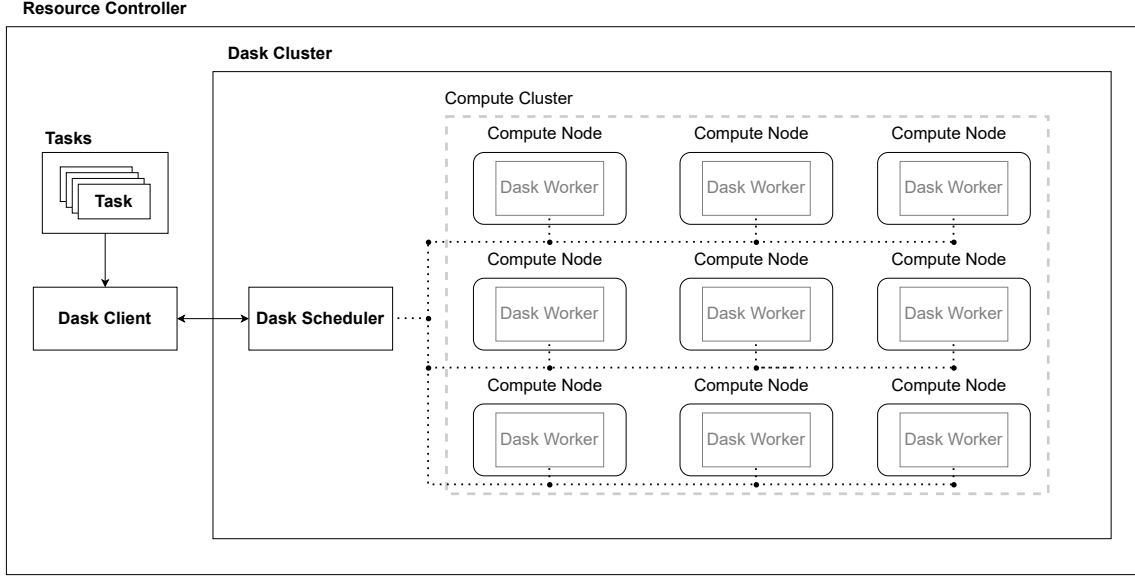 Resource Controller
Dask Cluster
Compute Cluster
Tasks
Task
Compute Node Compute Node Compute Node
Dask Worker Dask Worker Dask Worker
Compute Node Compute Node Compute Node
Dask Client Dask Scheduler Dask Worker Dask Worker Dask Worker
Compute Node Compute Node Compute Node
Dask Worker Dask Worker Dask Worker